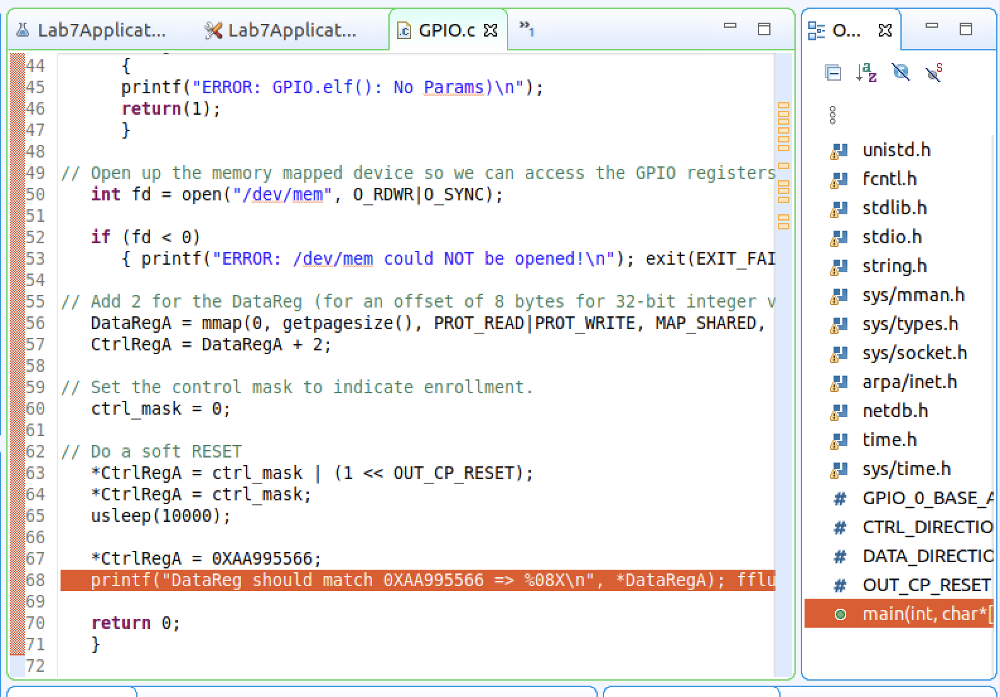 Lab7Applicat...
Lab7Applicat...
GPIO.c
»1
44 {
45 printf("ERROR: GPIO.elf(): No Params)\n");
46 return(1);
47 }
48
49 // Open up the memory mapped device so we can access the GPIO registers
50 int fd = open("/dev/mem", O_RDWR|O_SYNC);
51
52 if (fd < 0)
53 { printf("ERROR: /dev/mem could NOT be opened!\n"); exit(EXIT_FAI
54
55 // Add 2 for the DataReg (for an offset of 8 bytes for 32-bit integer v
56 DataRegA = mmap(0, getpagesize(), PROT_READ|PROT_WRITE, MAP_SHARED,
57 CtrlRegA = DataRegA + 2;
58
59 // Set the control mask to indicate enrollment.
60 ctrl_mask = 0;
61
62 // Do a soft RESET
63 *CtrlRegA = ctrl_mask | (1 << OUT_CP_RESET);
64 *CtrlRegA = ctrl_mask;
65 usleep(10000);
66
67 *CtrlRegA = 0XAA995566;
68 printf("DataReg should match 0XAA995566 => %08X\n", *DataRegA); fflu
69
70 return 0;
71 }
72
O...
unistd.h
fcntl.h
stdlib.h
stdio.h
string.h
sys/mman.h
sys/types.h
sys/socket.h
arpa/inet.h
netdb.h
time.h
sys/time.h
# GPIO_0_BASE_A
# CTRL_DIRECTIO
# DATA_DIRECTIO
# OUT_CP_RESET
main(int, char*[